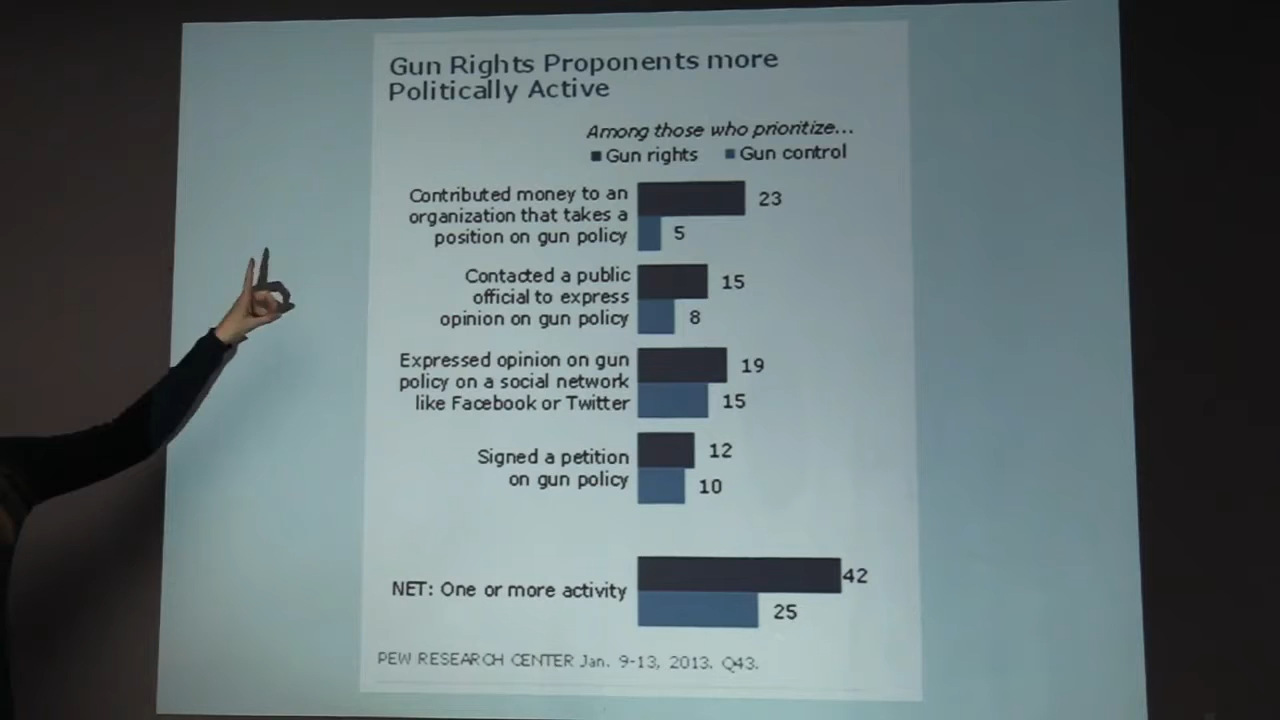 Gun Rights Proponents more
Politically Active
Among those who prioritize...
Gun rights Gun control
Contributed money to an
organization that takes a
position on gun policy
23
5
Contacted a public
official to express
opinion on gun policy
15
8
Expressed opinion on gun
policy on a social network
like Facebook or Twitter
19
15
Signed a petition
on gun policy
12
10
NET: One or more activity
42
25
PEW RESEARCH CENTER Jan. 9-13, 2013. Q43.